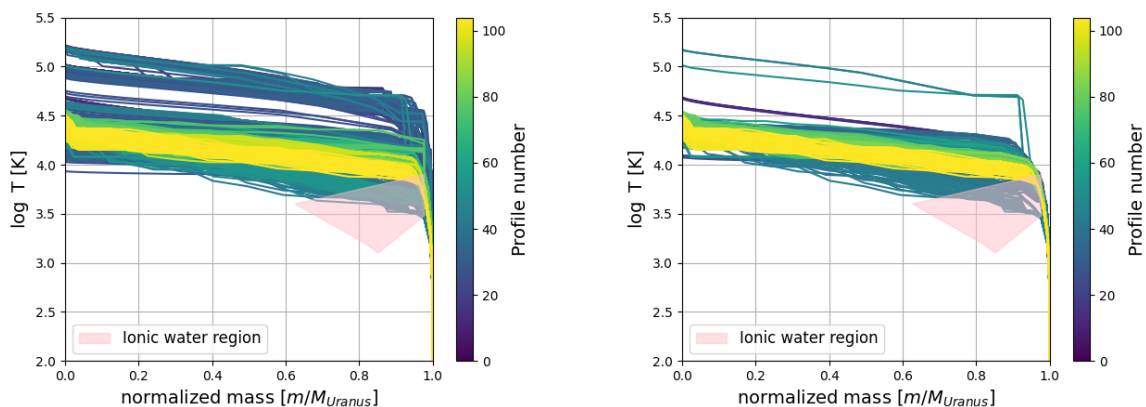 5.5
5.0
4.5
4.0
3.5
3.0
2.5
2.0
log T [K]
Ionic water region
0.0 0.2 0.4 0.6 0.8 1.0
normalized mass [m/M_Uranus]
100
80
60
40
20
0
Profile number
5.5
5.0
4.5
4.0
3.5
3.0
2.5
2.0
log T [K]
Ionic water region
0.0 0.2 0.4 0.6 0.8 1.0
normalized mass [m/M_Uranus]
100
80
60
40
20
0
Profile number